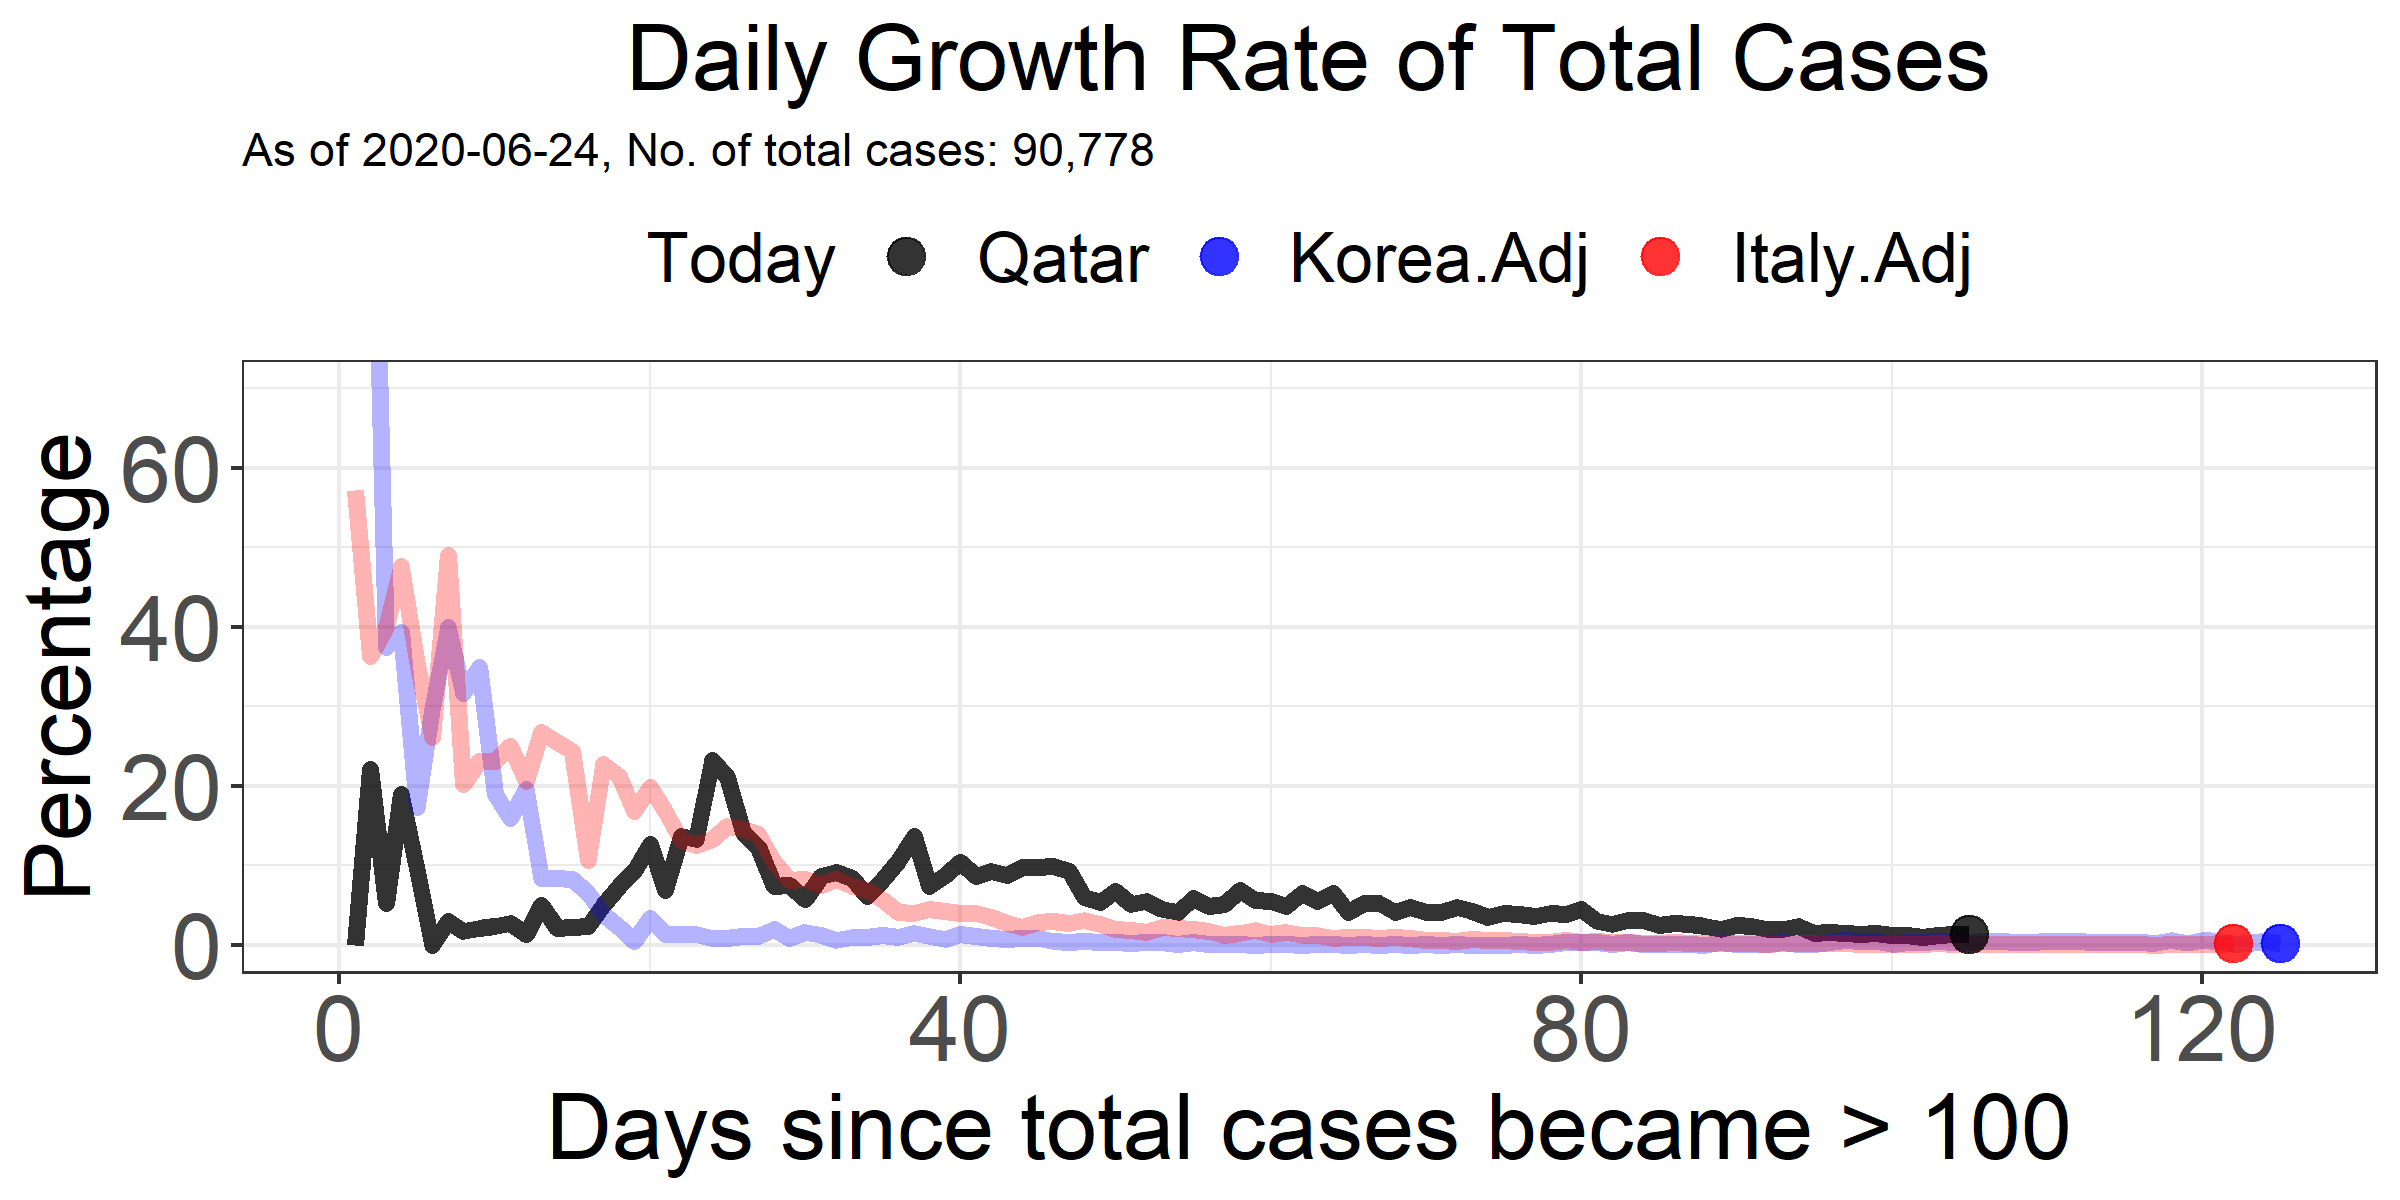 Daily Growth Rate of Total Cases
As of 2020-06-24, No. of total cases: 90,778
Today Qatar Korea.Adj Italy.Adj
Percentage
60
40
20
0
0 40 80 120
Days since total cases became > 100